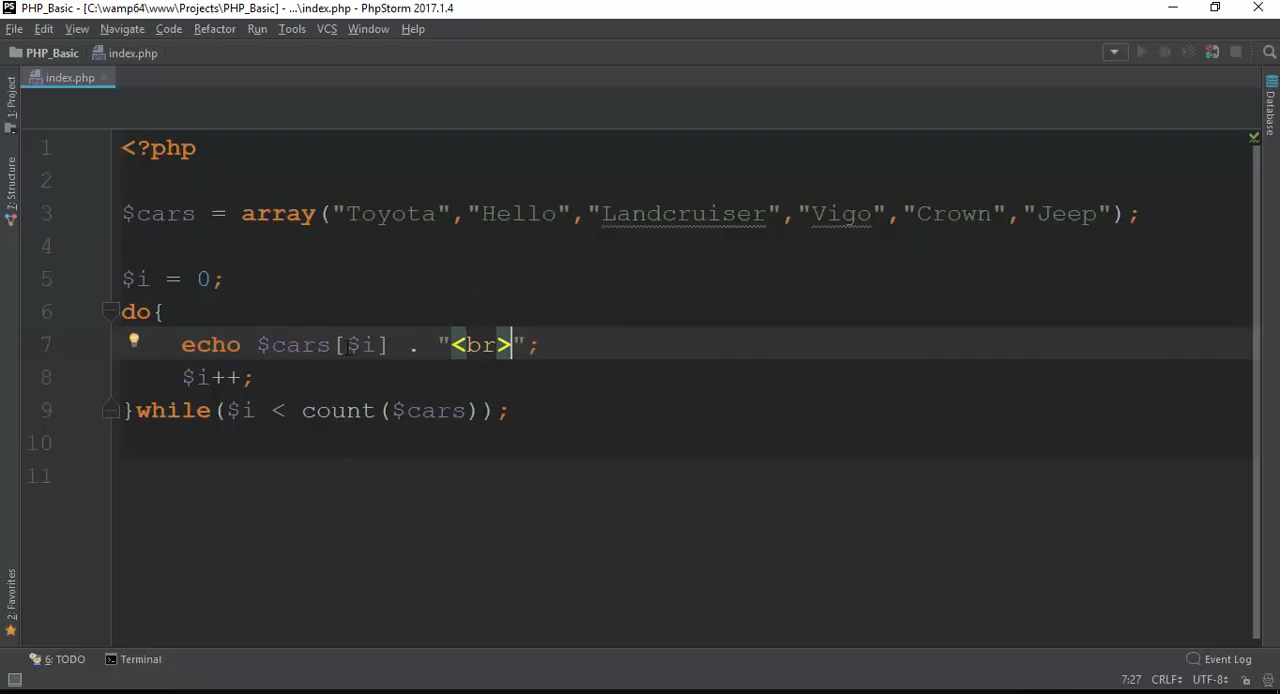 PS PHP_Basic - [C:\wamp64\www\Projects\PHP_Basic] - ...\index.php - PhpStorm 2017.1.4
File Edit View Navigate Code Refactor Run Tools VCS Window Help
PHP_Basic index.php
index.php
1: Project
7: Structure
2: Favorites
Database
1 <?php
2
3 $cars = array("Toyota","Hello","Landcruiser","Vigo","Crown","Jeep");
4
5 $i = 0;
6 do{
7 echo $cars[$i] . "<br>";
8 $i++;
9 }while($i < count($cars));
10
11
6: TODO Terminal Event Log
7:27 CRLF UTF-8